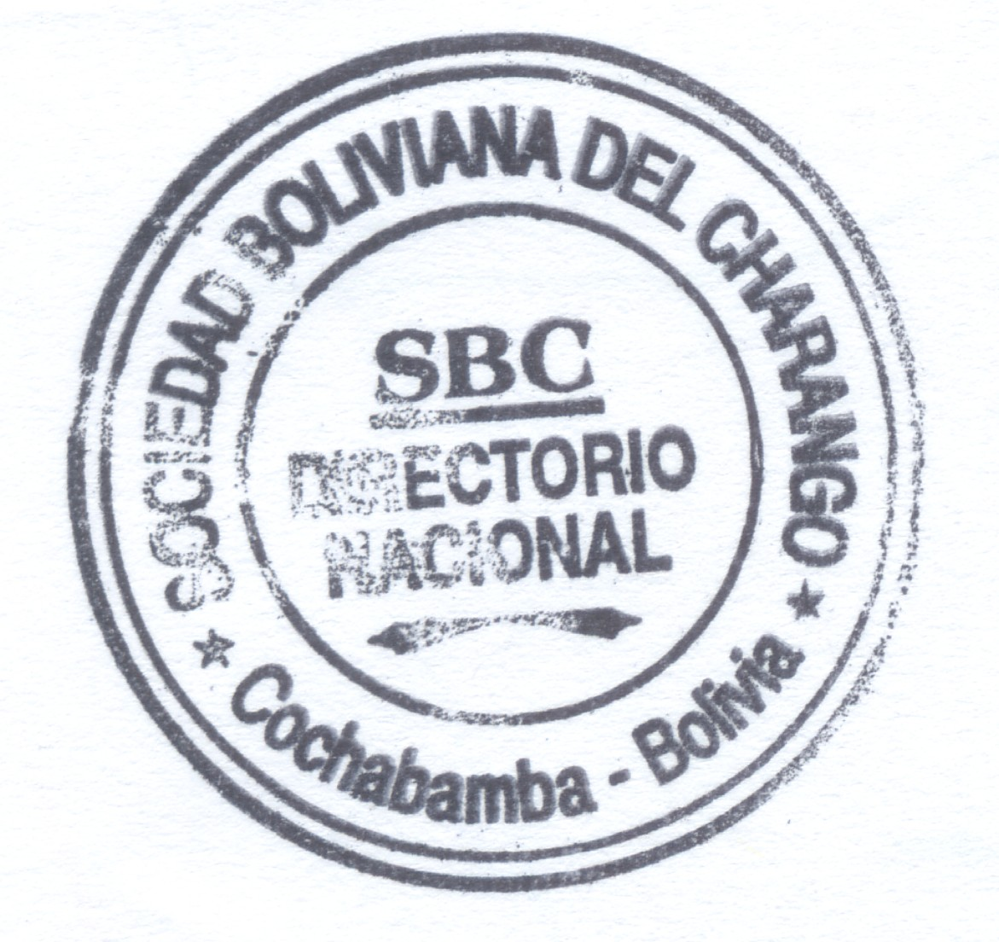 SOCIEDAD BOLIVIANA DEL CHARANGO
SBC
DIRECTORIO
NACIONAL
Cochabamba - Bolivia